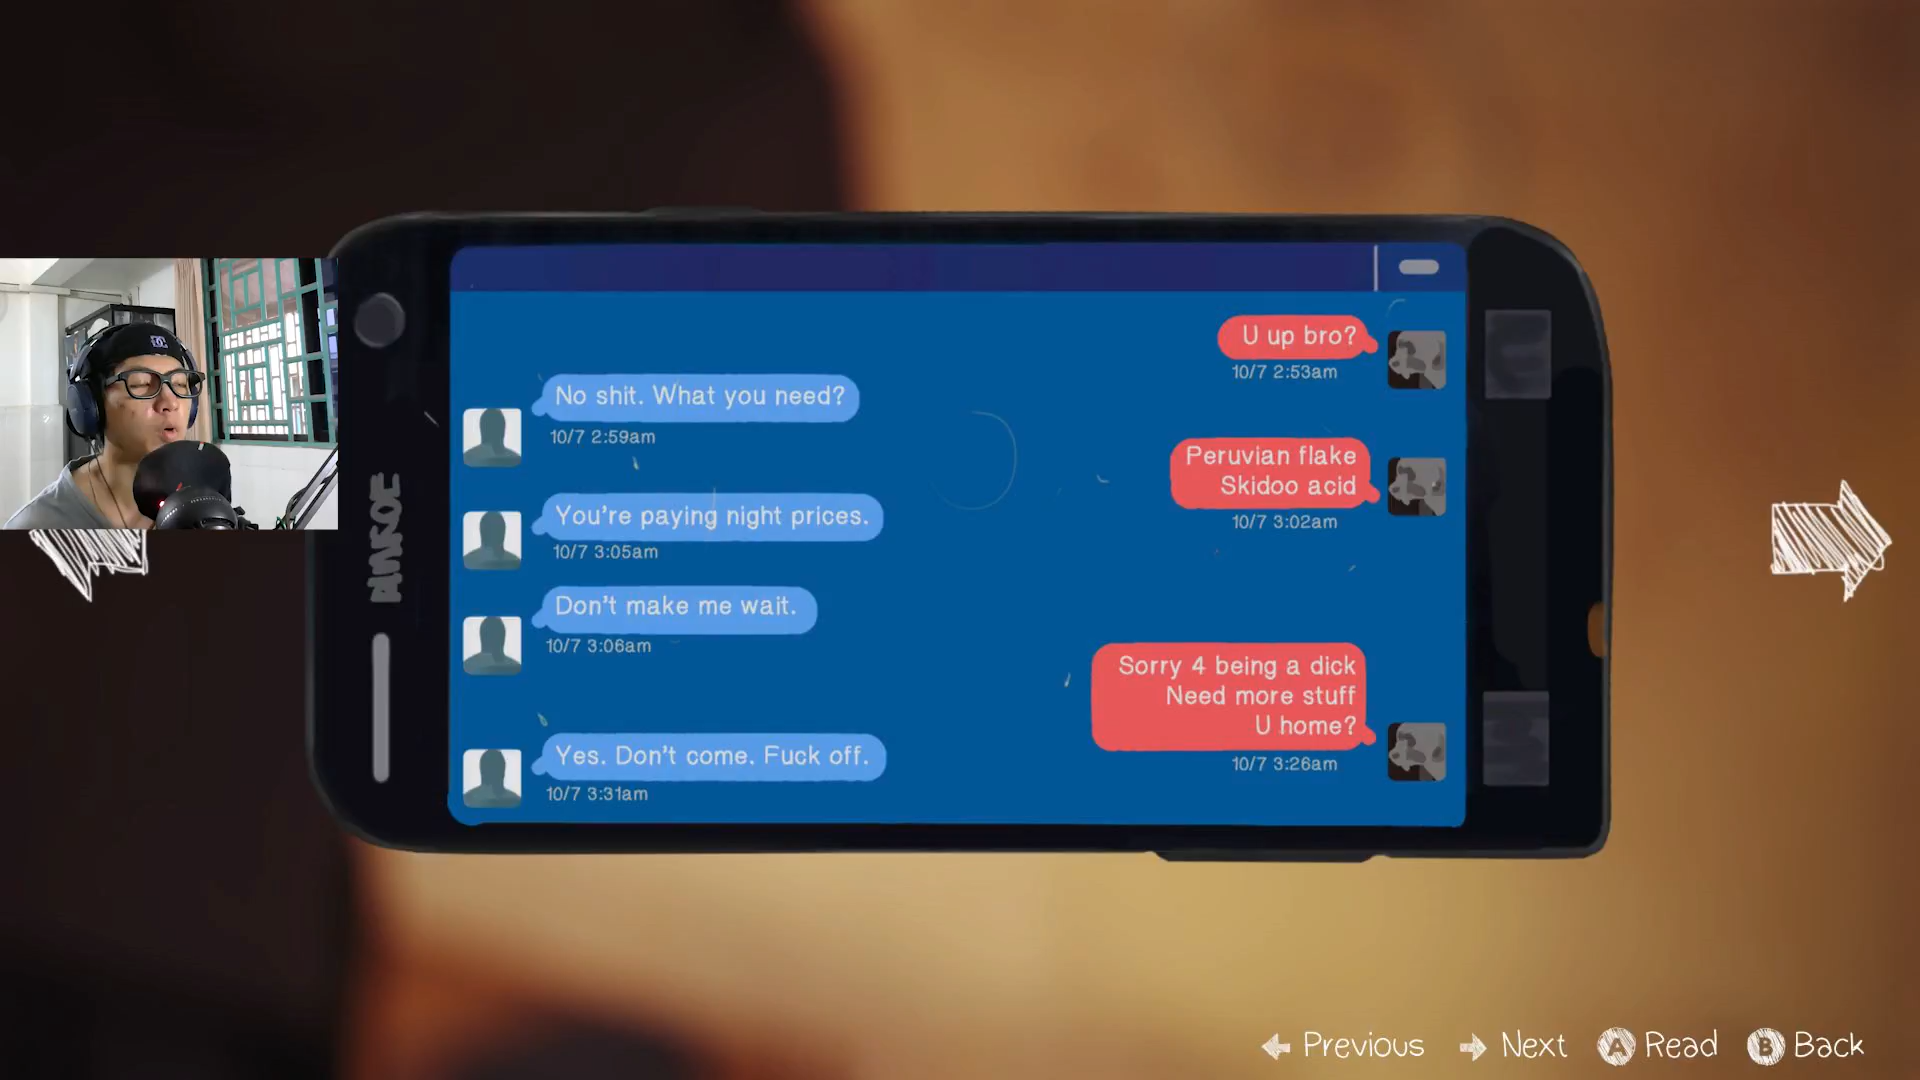 U up bro?
10/7 2:53am
No shit. What you need?
10/7 2:59am
Peruvian flake
Skidoo acid
10/7 3:02am
You're paying night prices.
10/7 3:05am
Don't make me wait.
10/7 3:06am
Sorry 4 being a dick
Need more stuff
U home?
10/7 3:26am
Yes. Don't come. Fuck off.
10/7 3:31am
Previous
Next
A Read
B Back